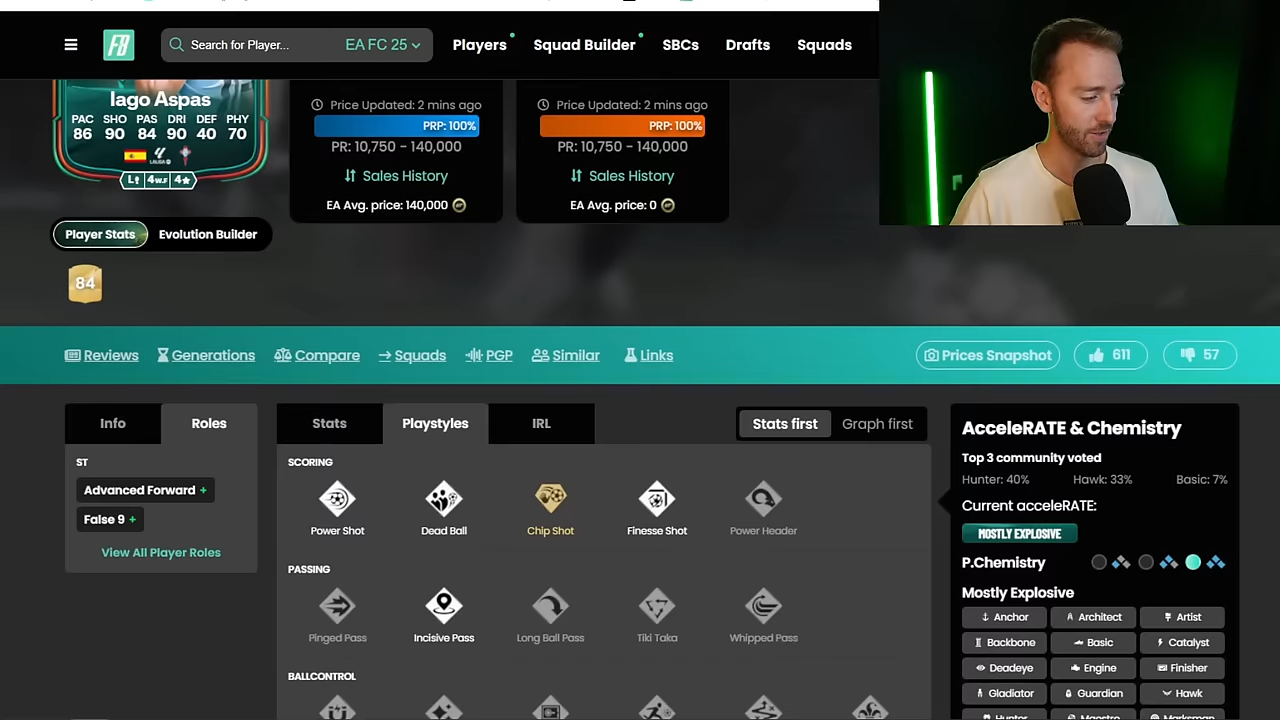 FB
Search for Player...
EA FC 25
Players
Squad Builder
SBCs
Drafts
Squads
Iago Aspas
PAC SHO PAS DRI DEF PHY
86 90 84 90 40 70
L 4W.F 4★
Price Updated: 2 mins ago
PRP: 100%
PR: 10,750 - 140,000
Sales History
EA Avg. price: 140,000
Price Updated: 2 mins ago
PRP: 100%
PR: 10,750 - 140,000
Sales History
EA Avg. price: 0
Player Stats
Evolution Builder
84
Reviews
Generations
Compare
Squads
PGP
Similar
Links
Prices Snapshot
611
57
Info
Roles
ST
Advanced Forward +
False 9 +
View All Player Roles
Stats
Playstyles
IRL
Stats first
Graph first
SCORING
Power Shot
Dead Ball
Chip Shot
Finesse Shot
Power Header
PASSING
Pinged Pass
Incisive Pass
Long Ball Pass
Tiki Taka
Whipped Pass
BALLCONTROL
AcceleRATE & Chemistry
Top 3 community voted
Hunter: 40%
Hawk: 33%
Basic: 7%
Current acceleRATE:
MOSTLY EXPLOSIVE
P.Chemistry
Mostly Explosive
Anchor
Architect
Artist
Backbone
Basic
Catalyst
Deadeye
Engine
Finisher
Gladiator
Guardian
Hawk
Hunter
Maestro
Marksman